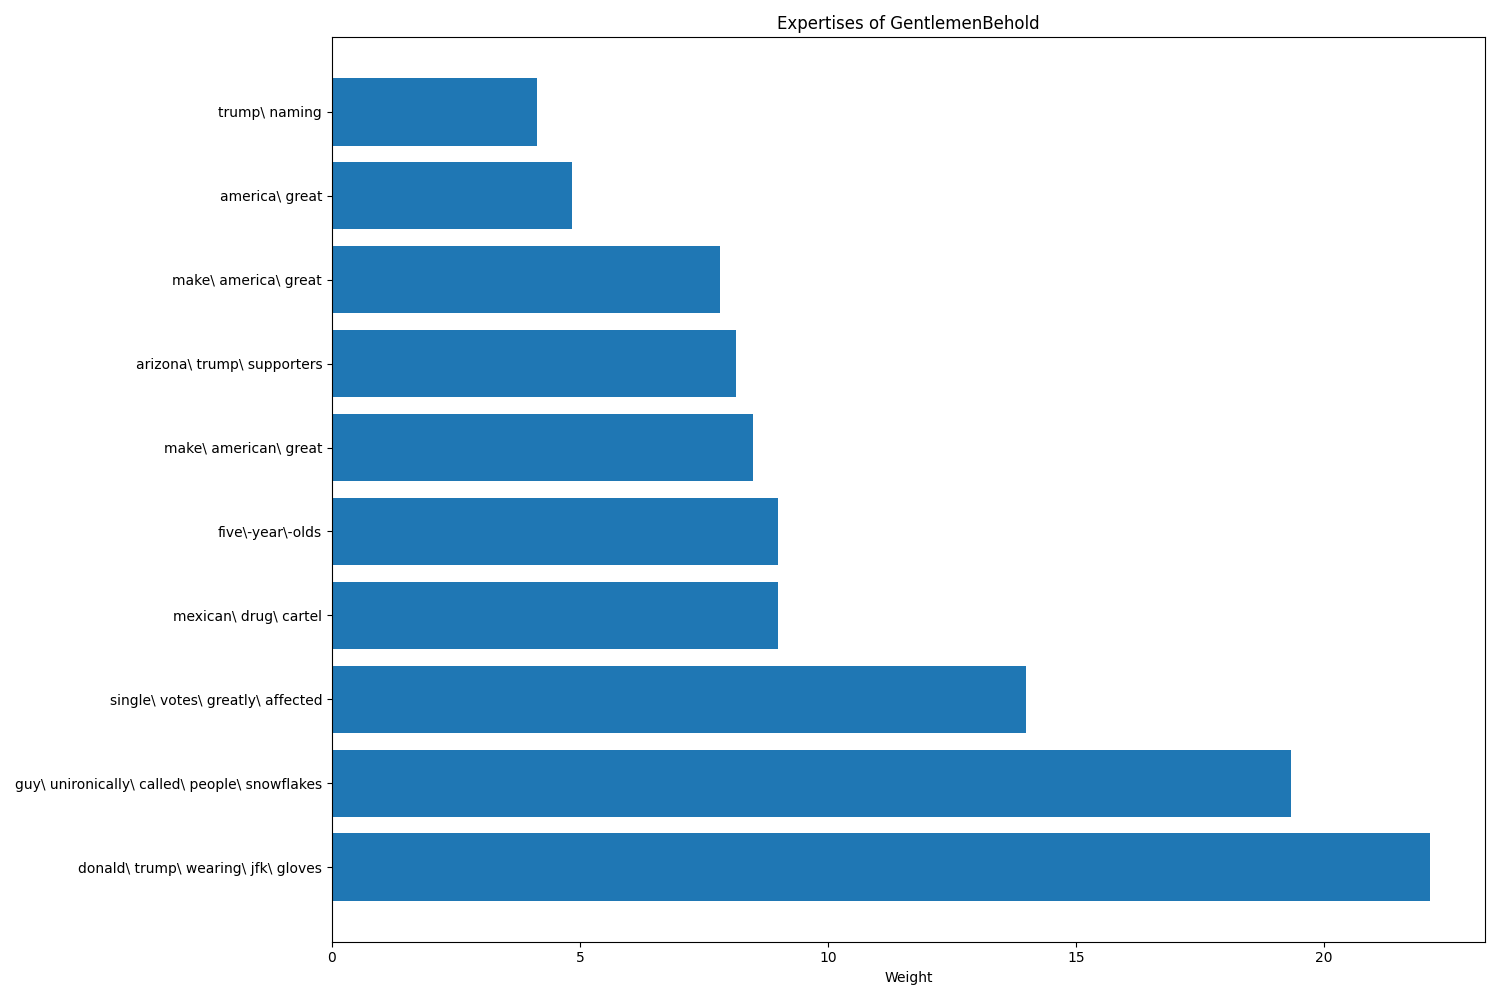 Expertises of GentlemenBehold
trump\ naming
america\ great
make\ america\ great
arizona\ trump\ supporters
make\ american\ great
five\-year\-olds
mexican\ drug\ cartel
single\ votes\ greatly\ affected
guy\ unironically\ called\ people\ snowflakes
donald\ trump\ wearing\ jfk\ gloves
0 5 10 15 20
Weight